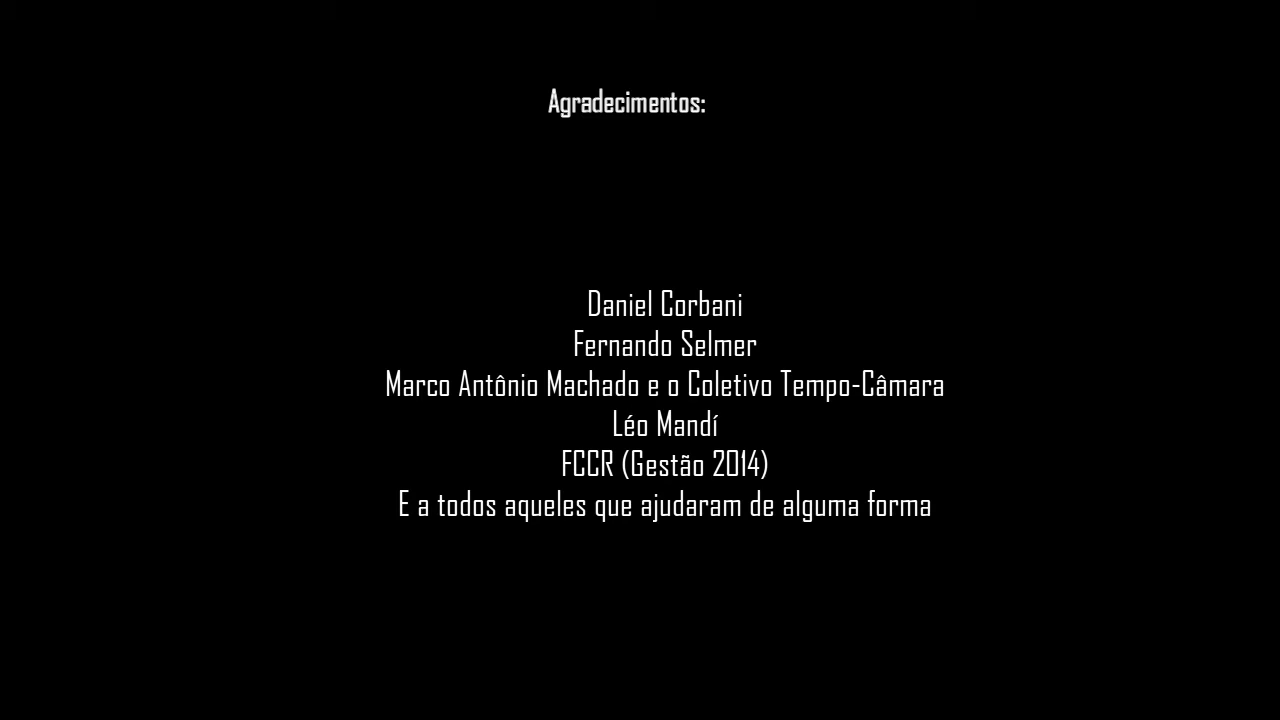 Agradecimentos:
Daniel Corbani
Fernando Selmer
Marco Antônio Machado e o Coletivo Tempo-Câmara
Léo Mandí
FCCR (Gestão 2014)
E a todos aqueles que ajudaram de alguma forma